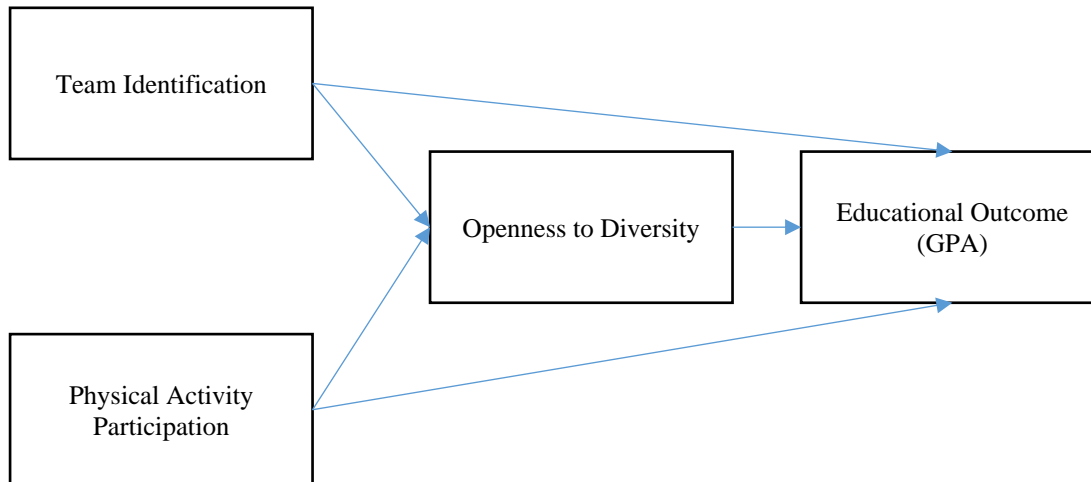 Team Identification
Openness to Diversity
Educational Outcome
(GPA)
Physical Activity
Participation